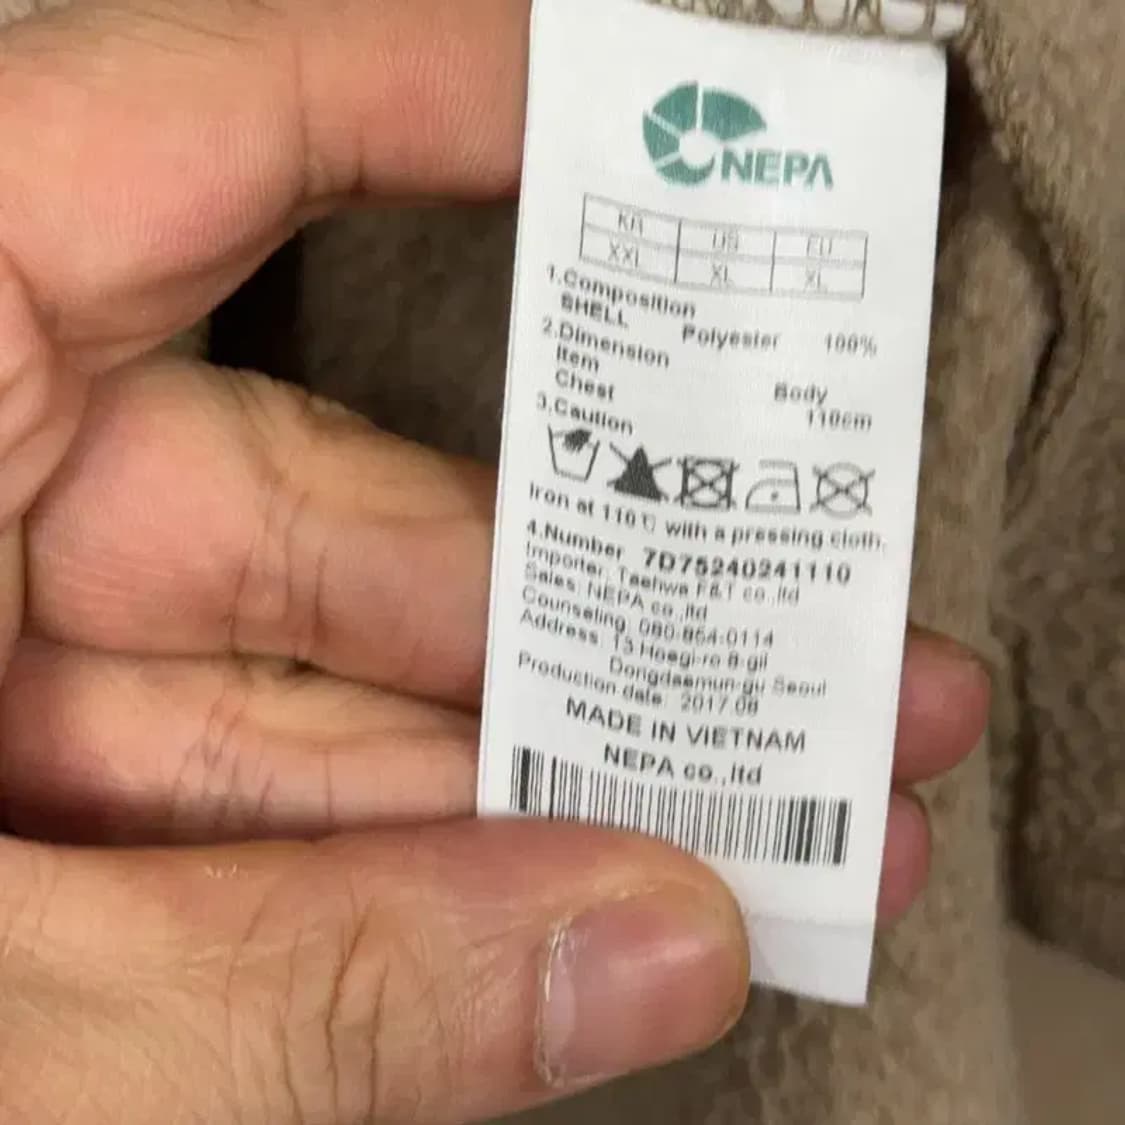 NEPA
KR US EU
XXL XL XL
1.Composition
SHELL Polyester 100%
2.Dimension
Item Body
Chest 110cm
3.Caution
Iron at 110℃ with a pressing cloth.
4.Number 7D75240241110
Importer: Taehwa F&T co.,ltd
Sales: NEPA co.,ltd
Counseling: 080-854-0114
Address: 13 Hoegi-ro 8-gil
Dongdaemun-gu Seoul
Production date: 2017.08
MADE IN VIETNAM
NEPA co.,ltd